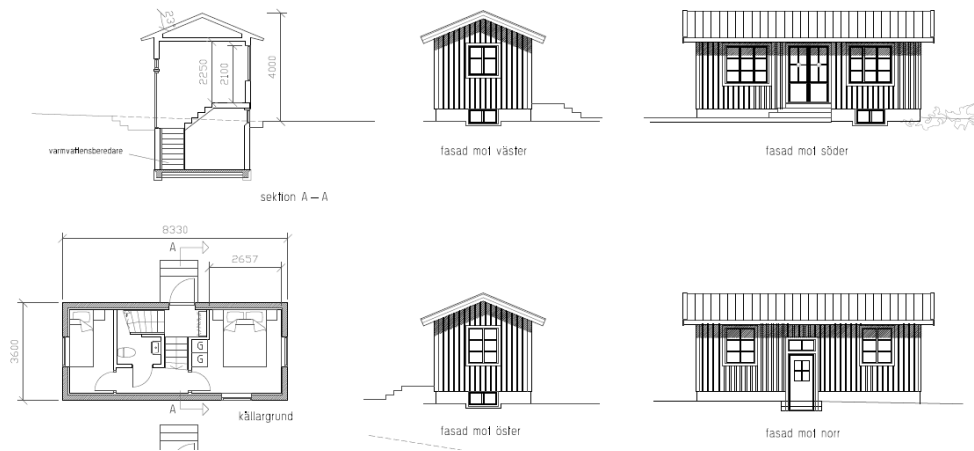 23°
2250
2100
4000
varmvattensberedare
sektion A – A
fasad mot väster
fasad mot söder
8330
A
2657
3600
G
G
A
källargrund
fasad mot öster
fasad mot norr